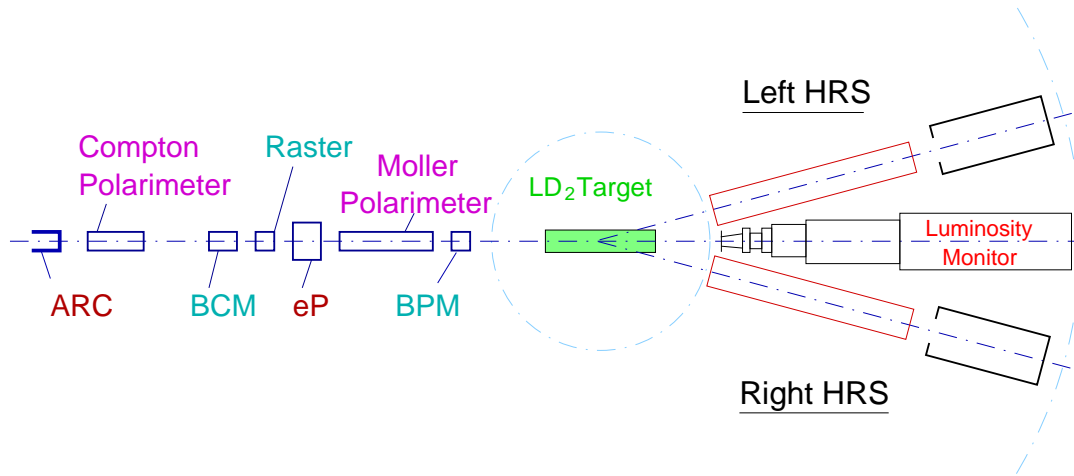 Left HRS
Compton
Polarimeter
Raster
Moller
Polarimeter
LD₂Target
Luminosity
Monitor
ARC
BCM
eP
BPM
Right HRS